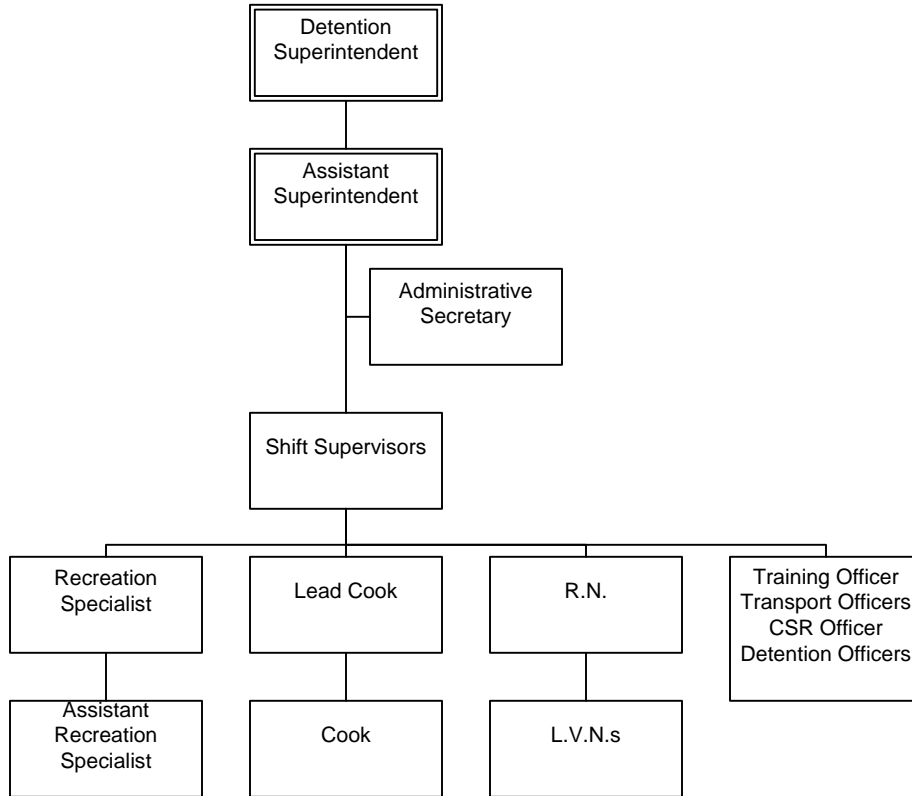 Detention
Superintendent
Assistant
Superintendent
Administrative
Secretary
Shift Supervisors
Recreation
Specialist
Lead Cook
R.N.
Training Officer
Transport Officers
CSR Officer
Detention Officers
Assistant
Recreation
Specialist
Cook
L.V.N.s